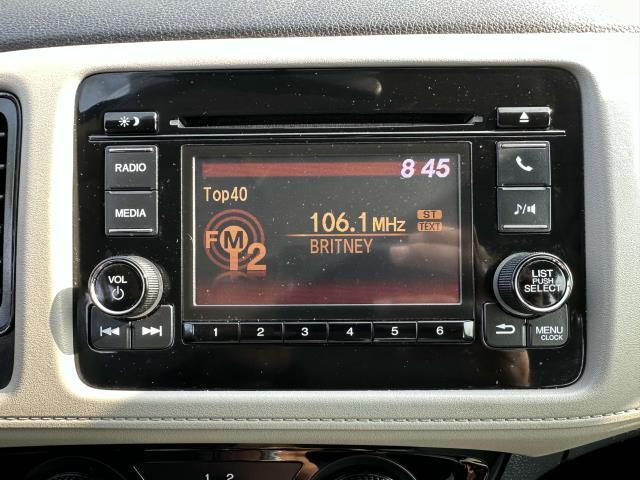 8 45
RADIO
Top40
MEDIA
106.1 MHz
ST
TEXT
FM 12
BRITNEY
VOL
LIST
PUSH
SELECT
1 2 3 4 5 6
MENU
CLOCK
1 2